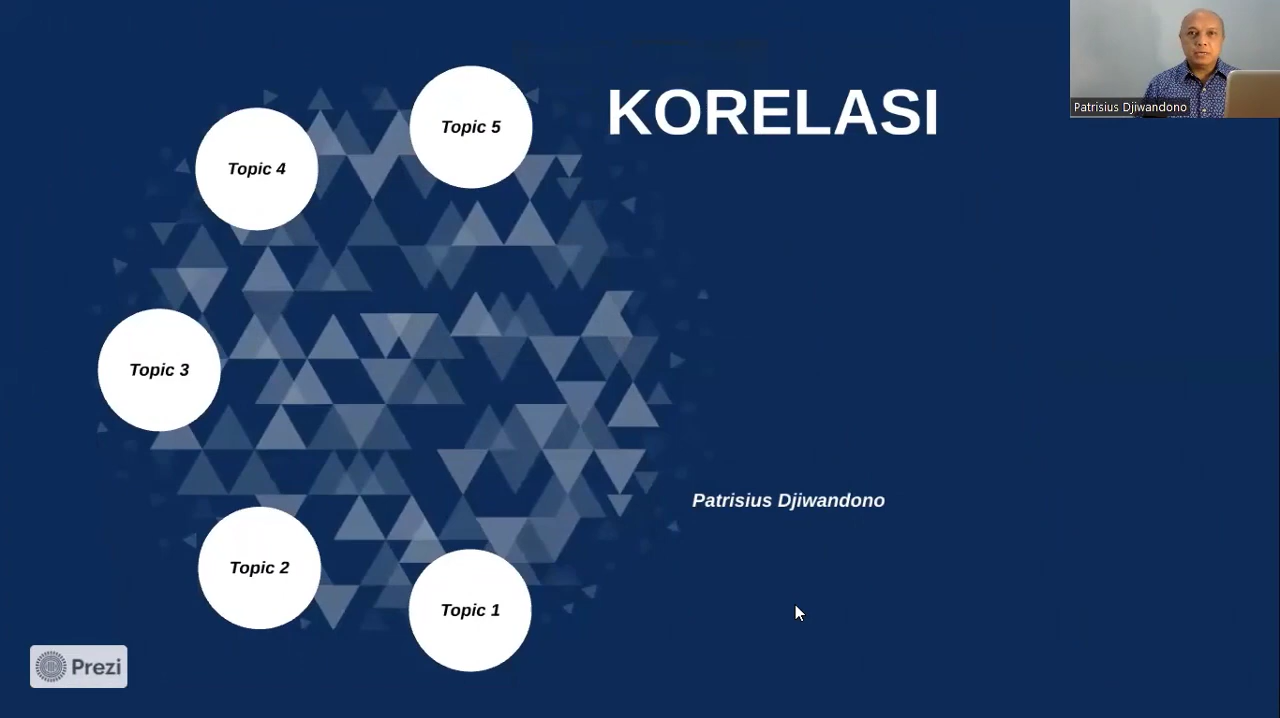 KORELASI
Patrisius Djiwandono
Topic 5
Topic 4
Topic 3
Patrisius Djiwandono
Topic 2
Topic 1
Prezi